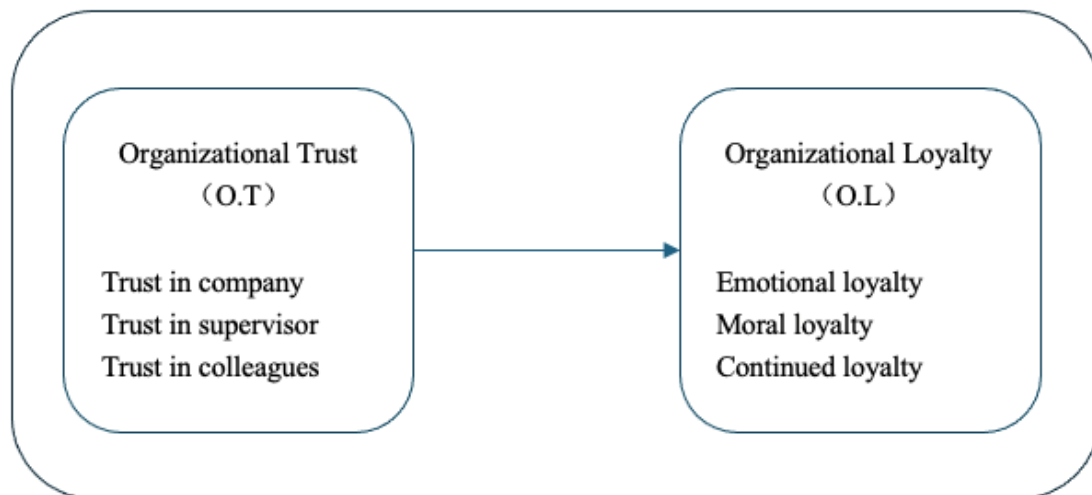 Organizational Trust
（O.T）
Trust in company
Trust in supervisor
Trust in colleagues
Organizational Loyalty
（O.L）
Emotional loyalty
Moral loyalty
Continued loyalty